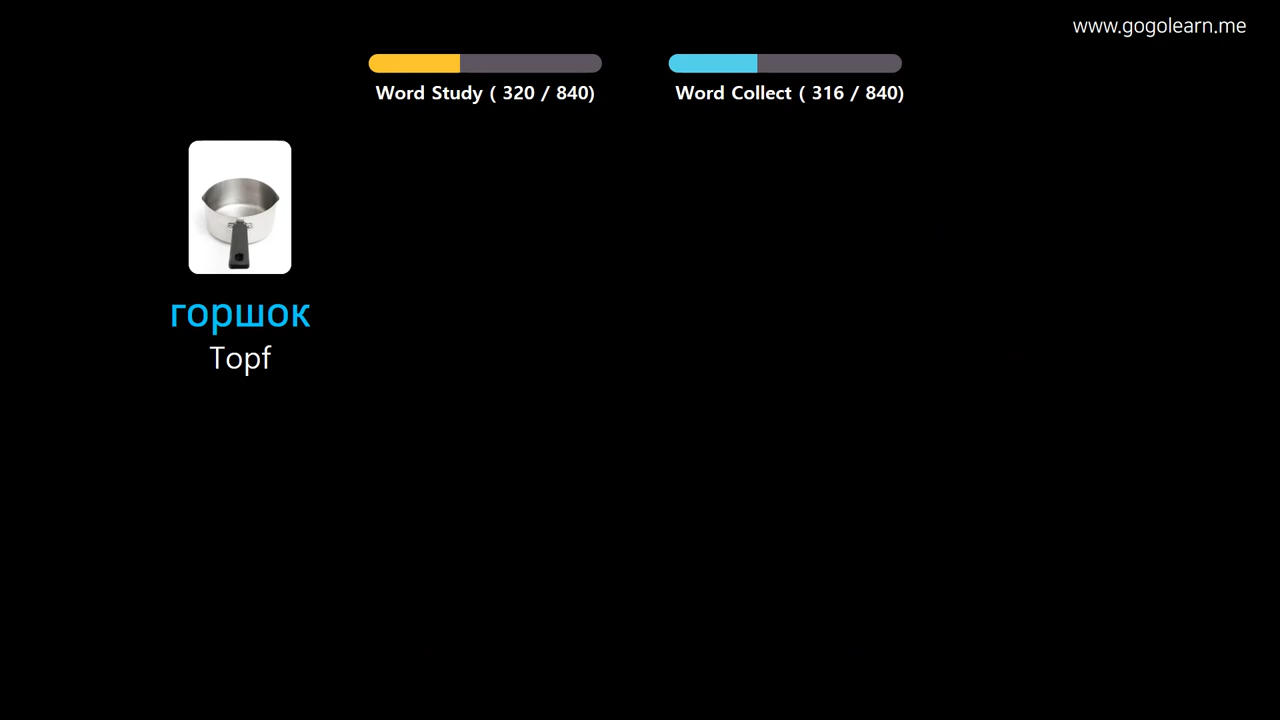 www.gogolearn.me
Word Study ( 320 / 840)
Word Collect ( 316 / 840)
горшок
Topf